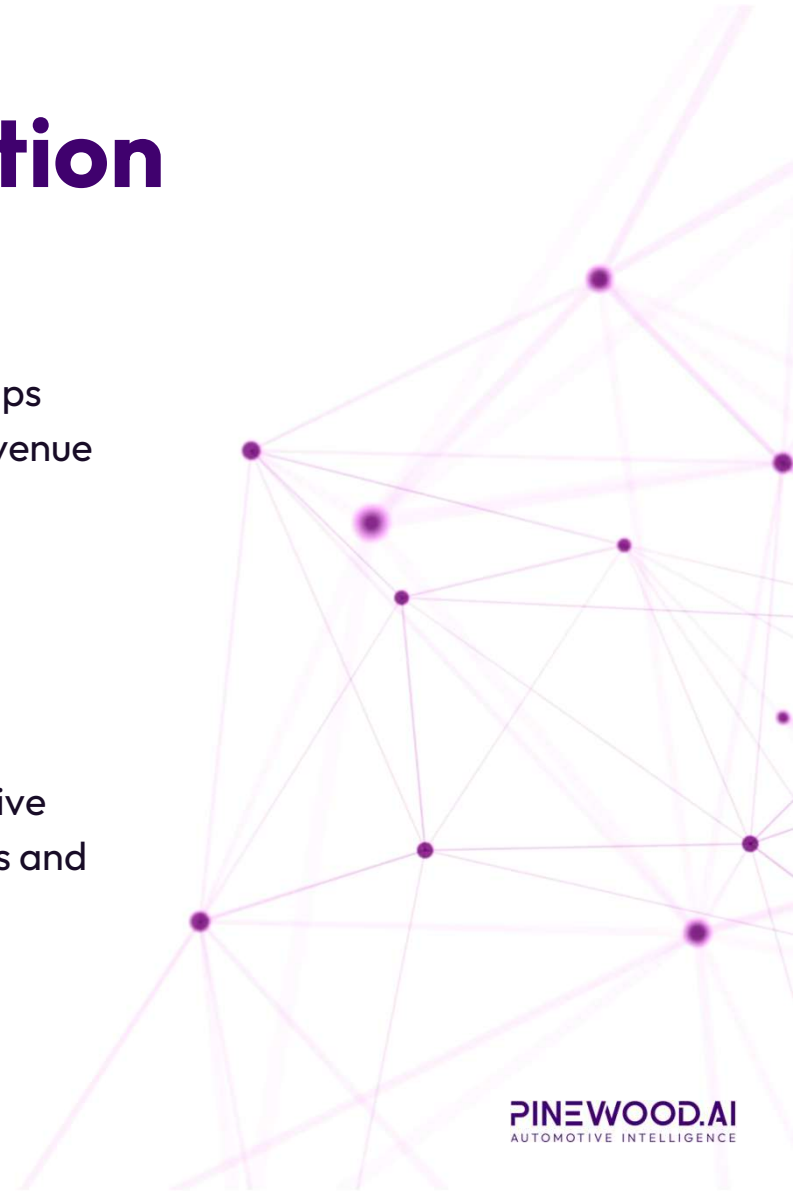 tion
ps
venue
ive
s and
PINEWOOD.AI
AUTOMOTIVE INTELLIGENCE